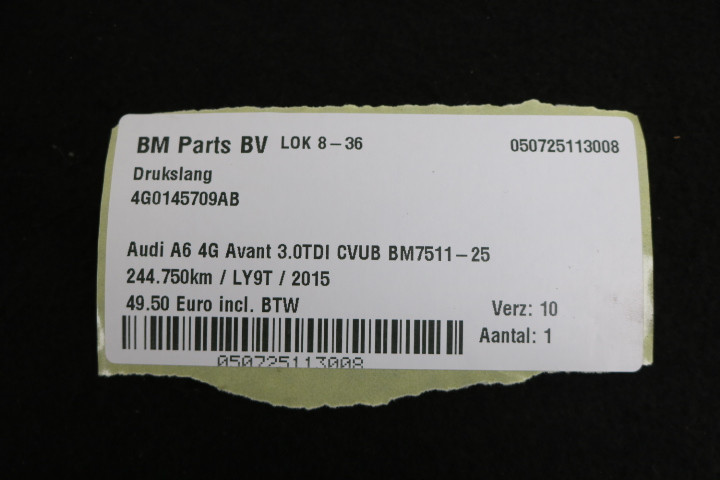 BM Parts BV LOK 8-36 050725113008
Drukslang
4G0145709AB
Audi A6 4G Avant 3.0TDI CVUB BM7511-25
244.750km / LY9T / 2015
49.50 Euro incl. BTW Verz: 10
Aantal: 1
050725113008